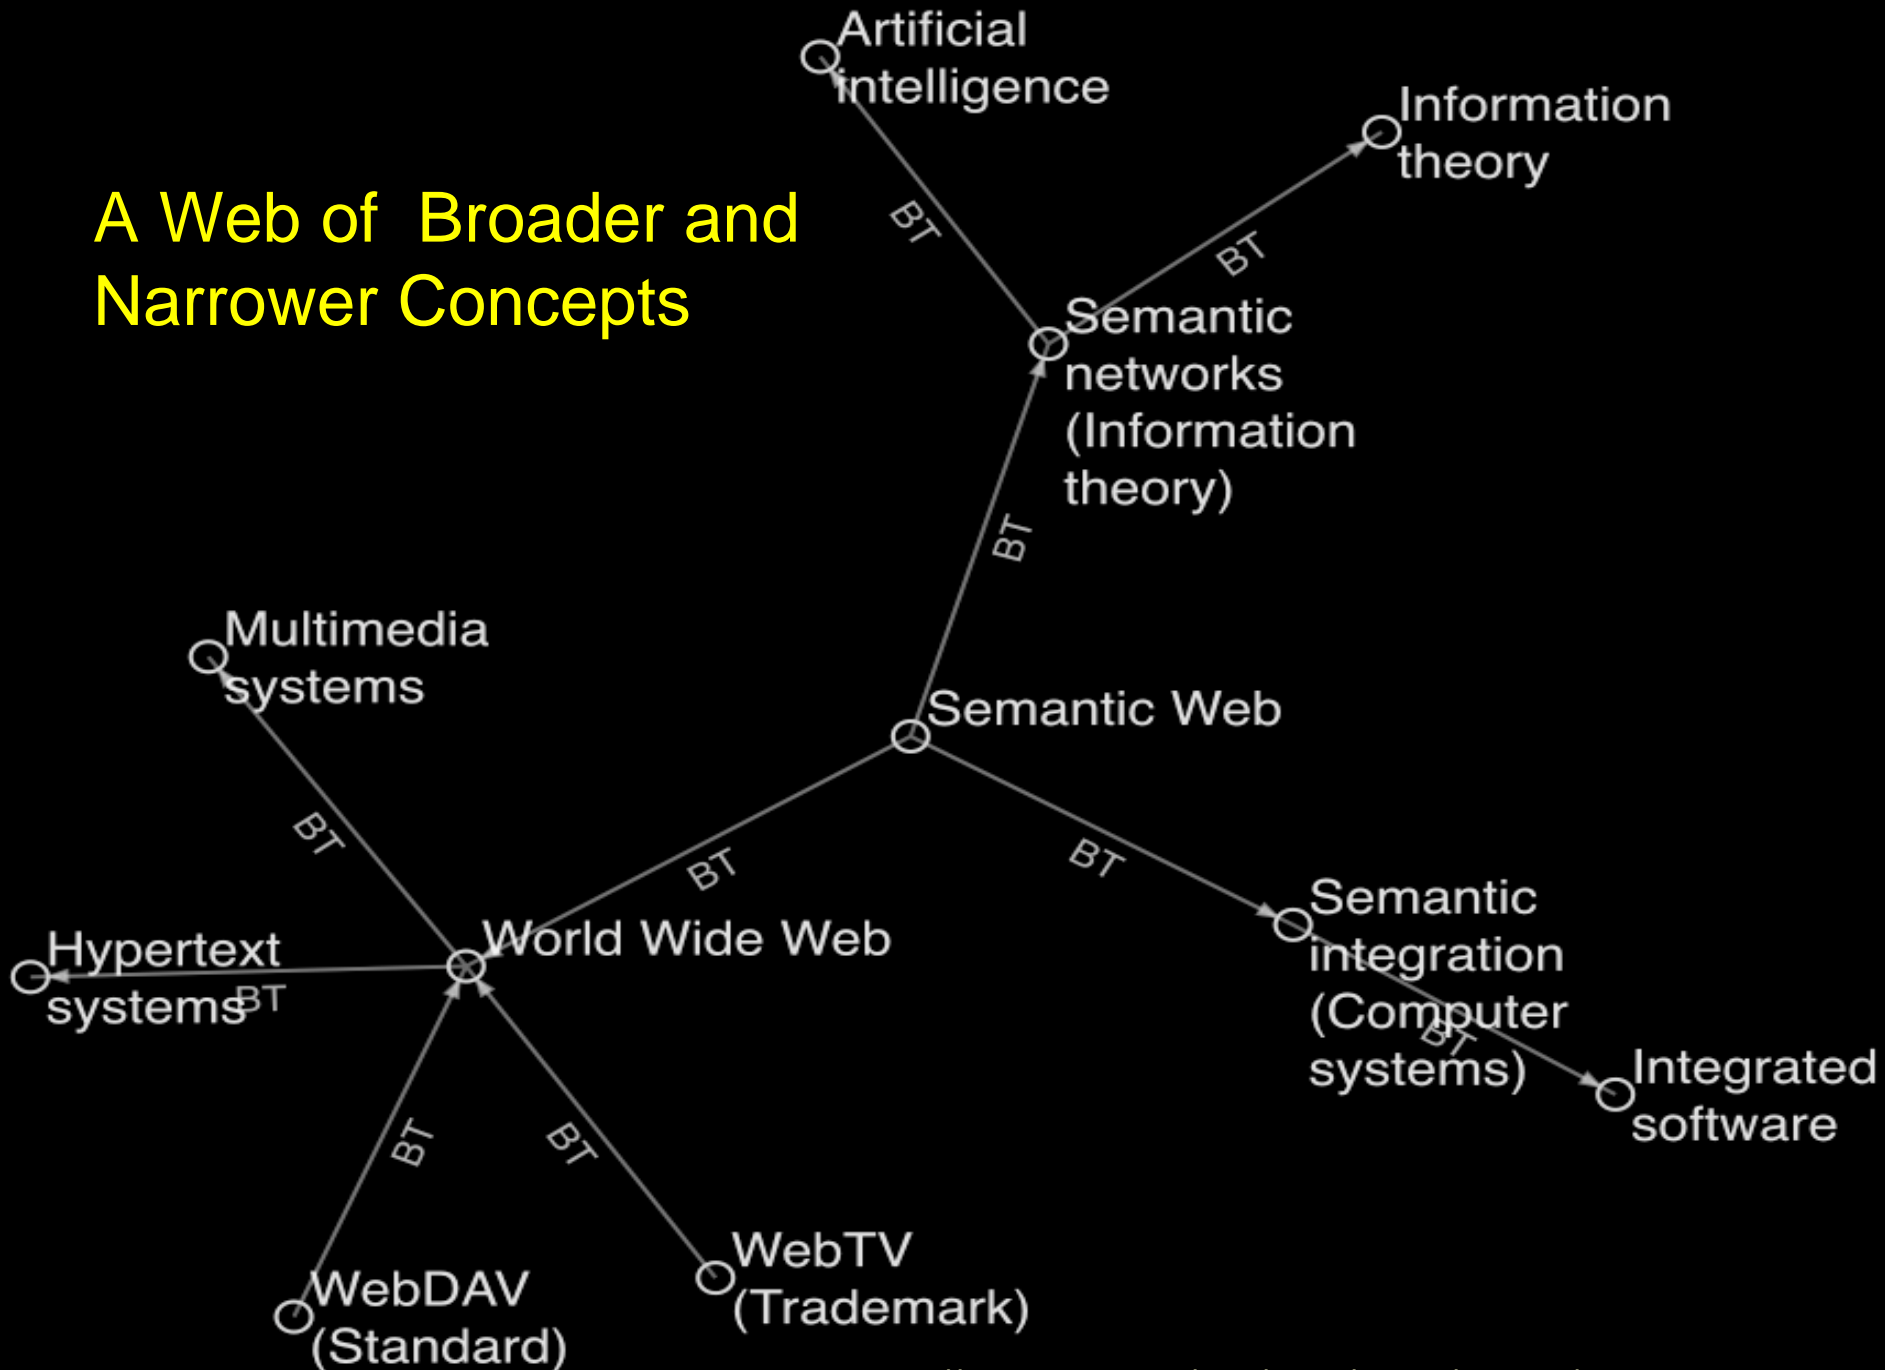 Artificial
intelligence
Information
theory
A Web of Broader and
Narrower Concepts
BT
BT
Semantic
networks
(Information
theory)
BT
Multimedia
systems
Semantic Web
BT
BT
BT
Semantic
integration
(Computer
systems)
World Wide Web
Hypertext
systems
BT
BT
Integrated
software
BT
BT
WebTV
(Trademark)
WebDAV
(Standard)